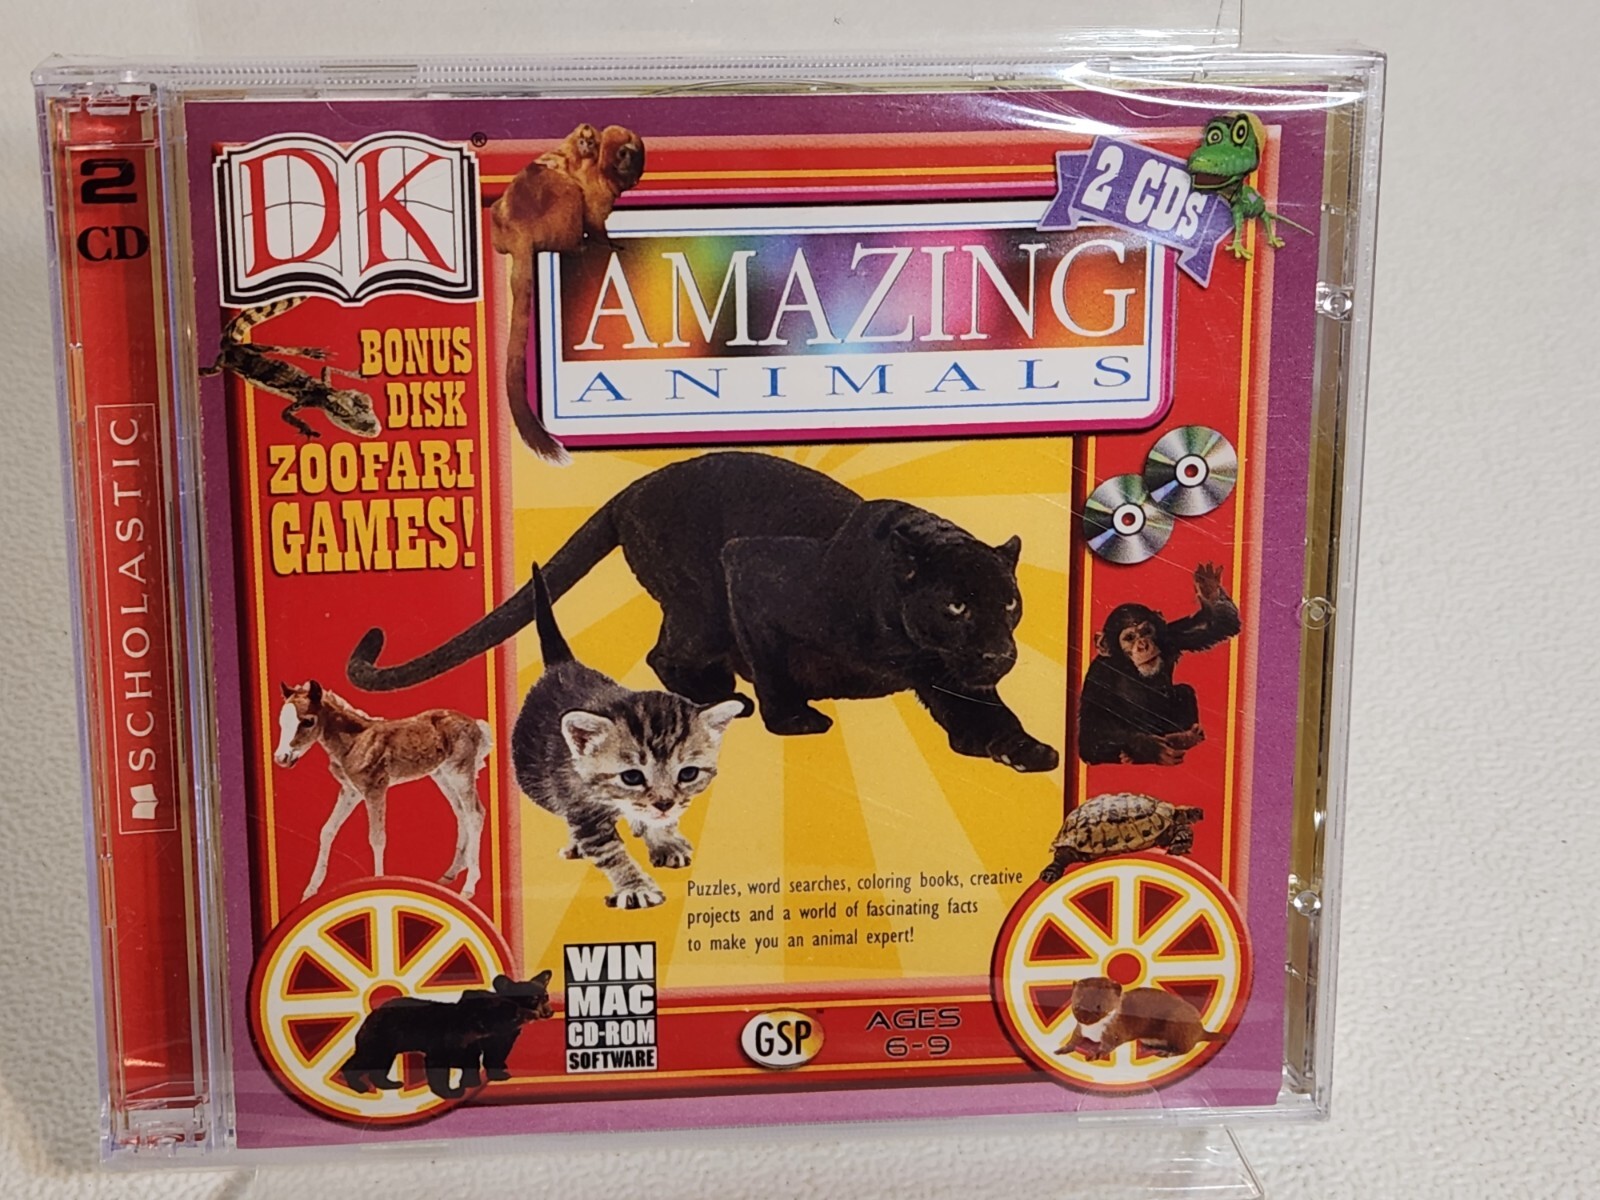 2
CD
SCHOLASTIC
DK®
2 CDs
AMAZING
ANIMALS
BONUS
DISK
ZOOFARI
GAMES!
Puzzles, word searches, coloring books, creative
projects and a world of fascinating facts
to make you an animal expert!
WIN
MAC
CD-ROM
SOFTWARE
GSP™
AGES
6-9